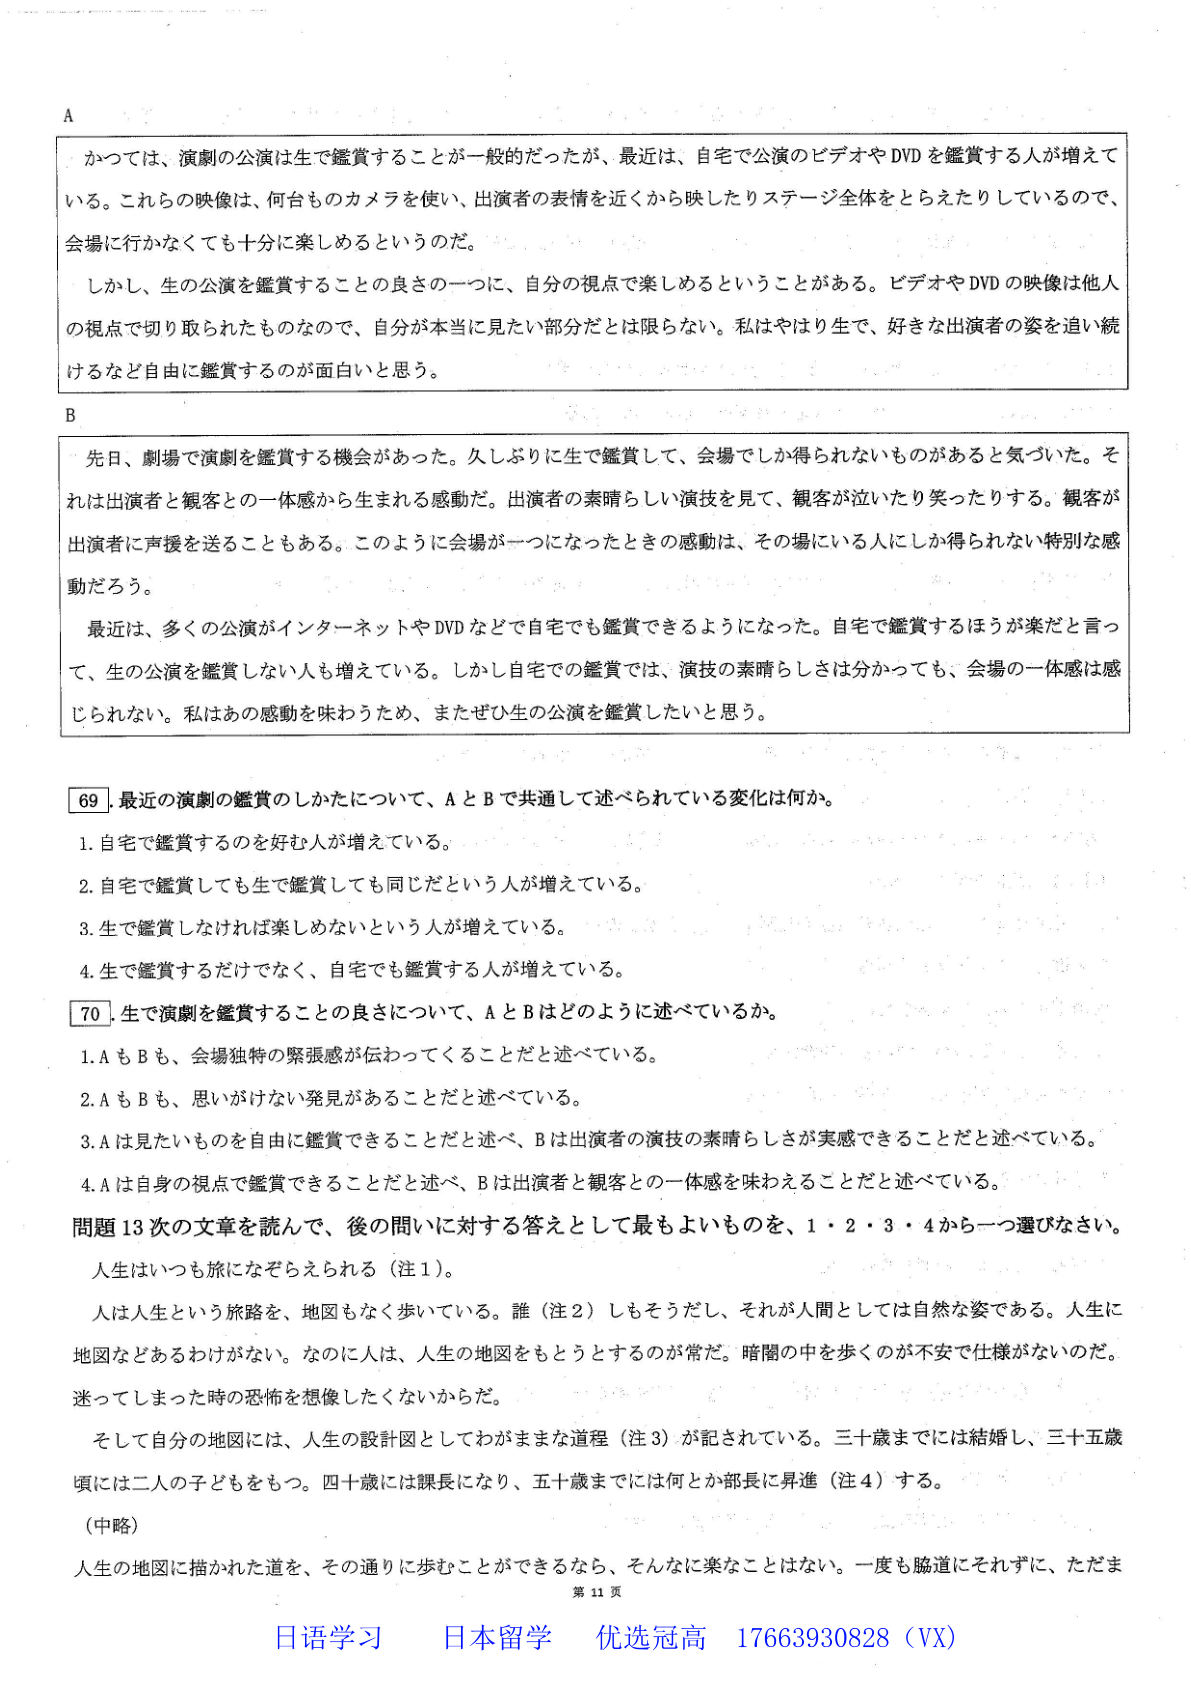 A
かつては、演劇の公演は生で鑑賞することが一般的だったが、最近は、自宅で公演のビデオやDVDを鑑賞する人が増えて
いる。これらの映像は、何台ものカメラを使い、出演者の表情を近くから映したりステージ全体をとらえたりしているので、
会場に行かなくても十分に楽しめるというのだ。
しかし、生の公演を鑑賞することの良さの一つに、自分の視点で楽しめるということがある。ビデオやDVDの映像は他人
の視点で切り取られたものなので、自分が本当に見たい部分だとは限らない。私はやはり生で、好きな出演者の姿を追い続
けるなど自由に鑑賞するのが面白いと思う。
B
先日、劇場で演劇を鑑賞する機会があった。久しぶりに生で鑑賞して、会場でしか得られないものがあると気づいた。そ
れは出演者と観客との一体感から生まれる感動だ。出演者の素晴らしい演技を見て、観客が泣いたり笑ったりする。観客が
出演者に声援を送ることもある。このように会場が一つになったときの感動は、その場にいる人にしか得られない特別な感
動だろう。
最近は、多くの公演がインターネットやDVDなどで自宅でも鑑賞できるようになった。自宅で鑑賞するほうが楽だと言っ
て、生の公演を鑑賞しない人も増えている。しかし自宅での鑑賞では、演技の素晴らしさは分かっても、会場の一体感は感
じられない。私はあの感動を味わうため、またぜひ生の公演を鑑賞したいと思う。
69.最近の演劇の鑑賞のしかたについて、AとBで共通して述べられている変化は何か。
1.自宅で鑑賞するのを好む人が増えている。
2.自宅で鑑賞しても生で鑑賞しても同じだという人が増えている。
3.生で鑑賞しなければ楽しめないという人が増えている。
4.生で鑑賞するだけでなく、自宅でも鑑賞する人が増えている。
70.生で演劇を鑑賞することの良さについて、AとBはどのように述べているか。
1.AもBも、会場独特の緊張感が伝わってくることだと述べている。
2.AもBも、思いがけない発見があることだと述べている。
3.Aは見たいものを自由に鑑賞できることだと述べ、Bは出演者の演技の素晴らしさが実感できることだと述べている。
4.Aは自身の視点で鑑賞できることだと述べ、Bは出演者と観客との一体感を味わえることだと述べている。
問題13次の文章を読んで、後の問いに対する答えとして最もよいものを、1・2・3・4から一つ選びなさい。
人生はいつも旅になぞらえられる（注1）。
人は人生という旅路を、地図もなく歩いている。誰（注2）しもそうだし、それが人間としては自然な姿である。人生に
地図などあるわけがない。なのに人は、人生の地図をもとうとするのが常だ。暗闇の中を歩くのが不安で仕様がないのだ。
迷ってしまった時の恐怖を想像したくないからだ。
そして自分の地図には、人生の設計図としてわがままな道程（注3）が記されている。三十歳までには結婚し、三十五歳
頃には二人の子どもをもつ。四十歳には課長になり、五十歳までには何とか部長に昇進（注4）する。
（中略）
人生の地図に描かれた道を、その通りに歩むことができるなら、そんなに楽なことはない。一度も脇道にそれずに、ただま
第 11 页
日语学习 日本留学 优选冠高 17663930828（VX）